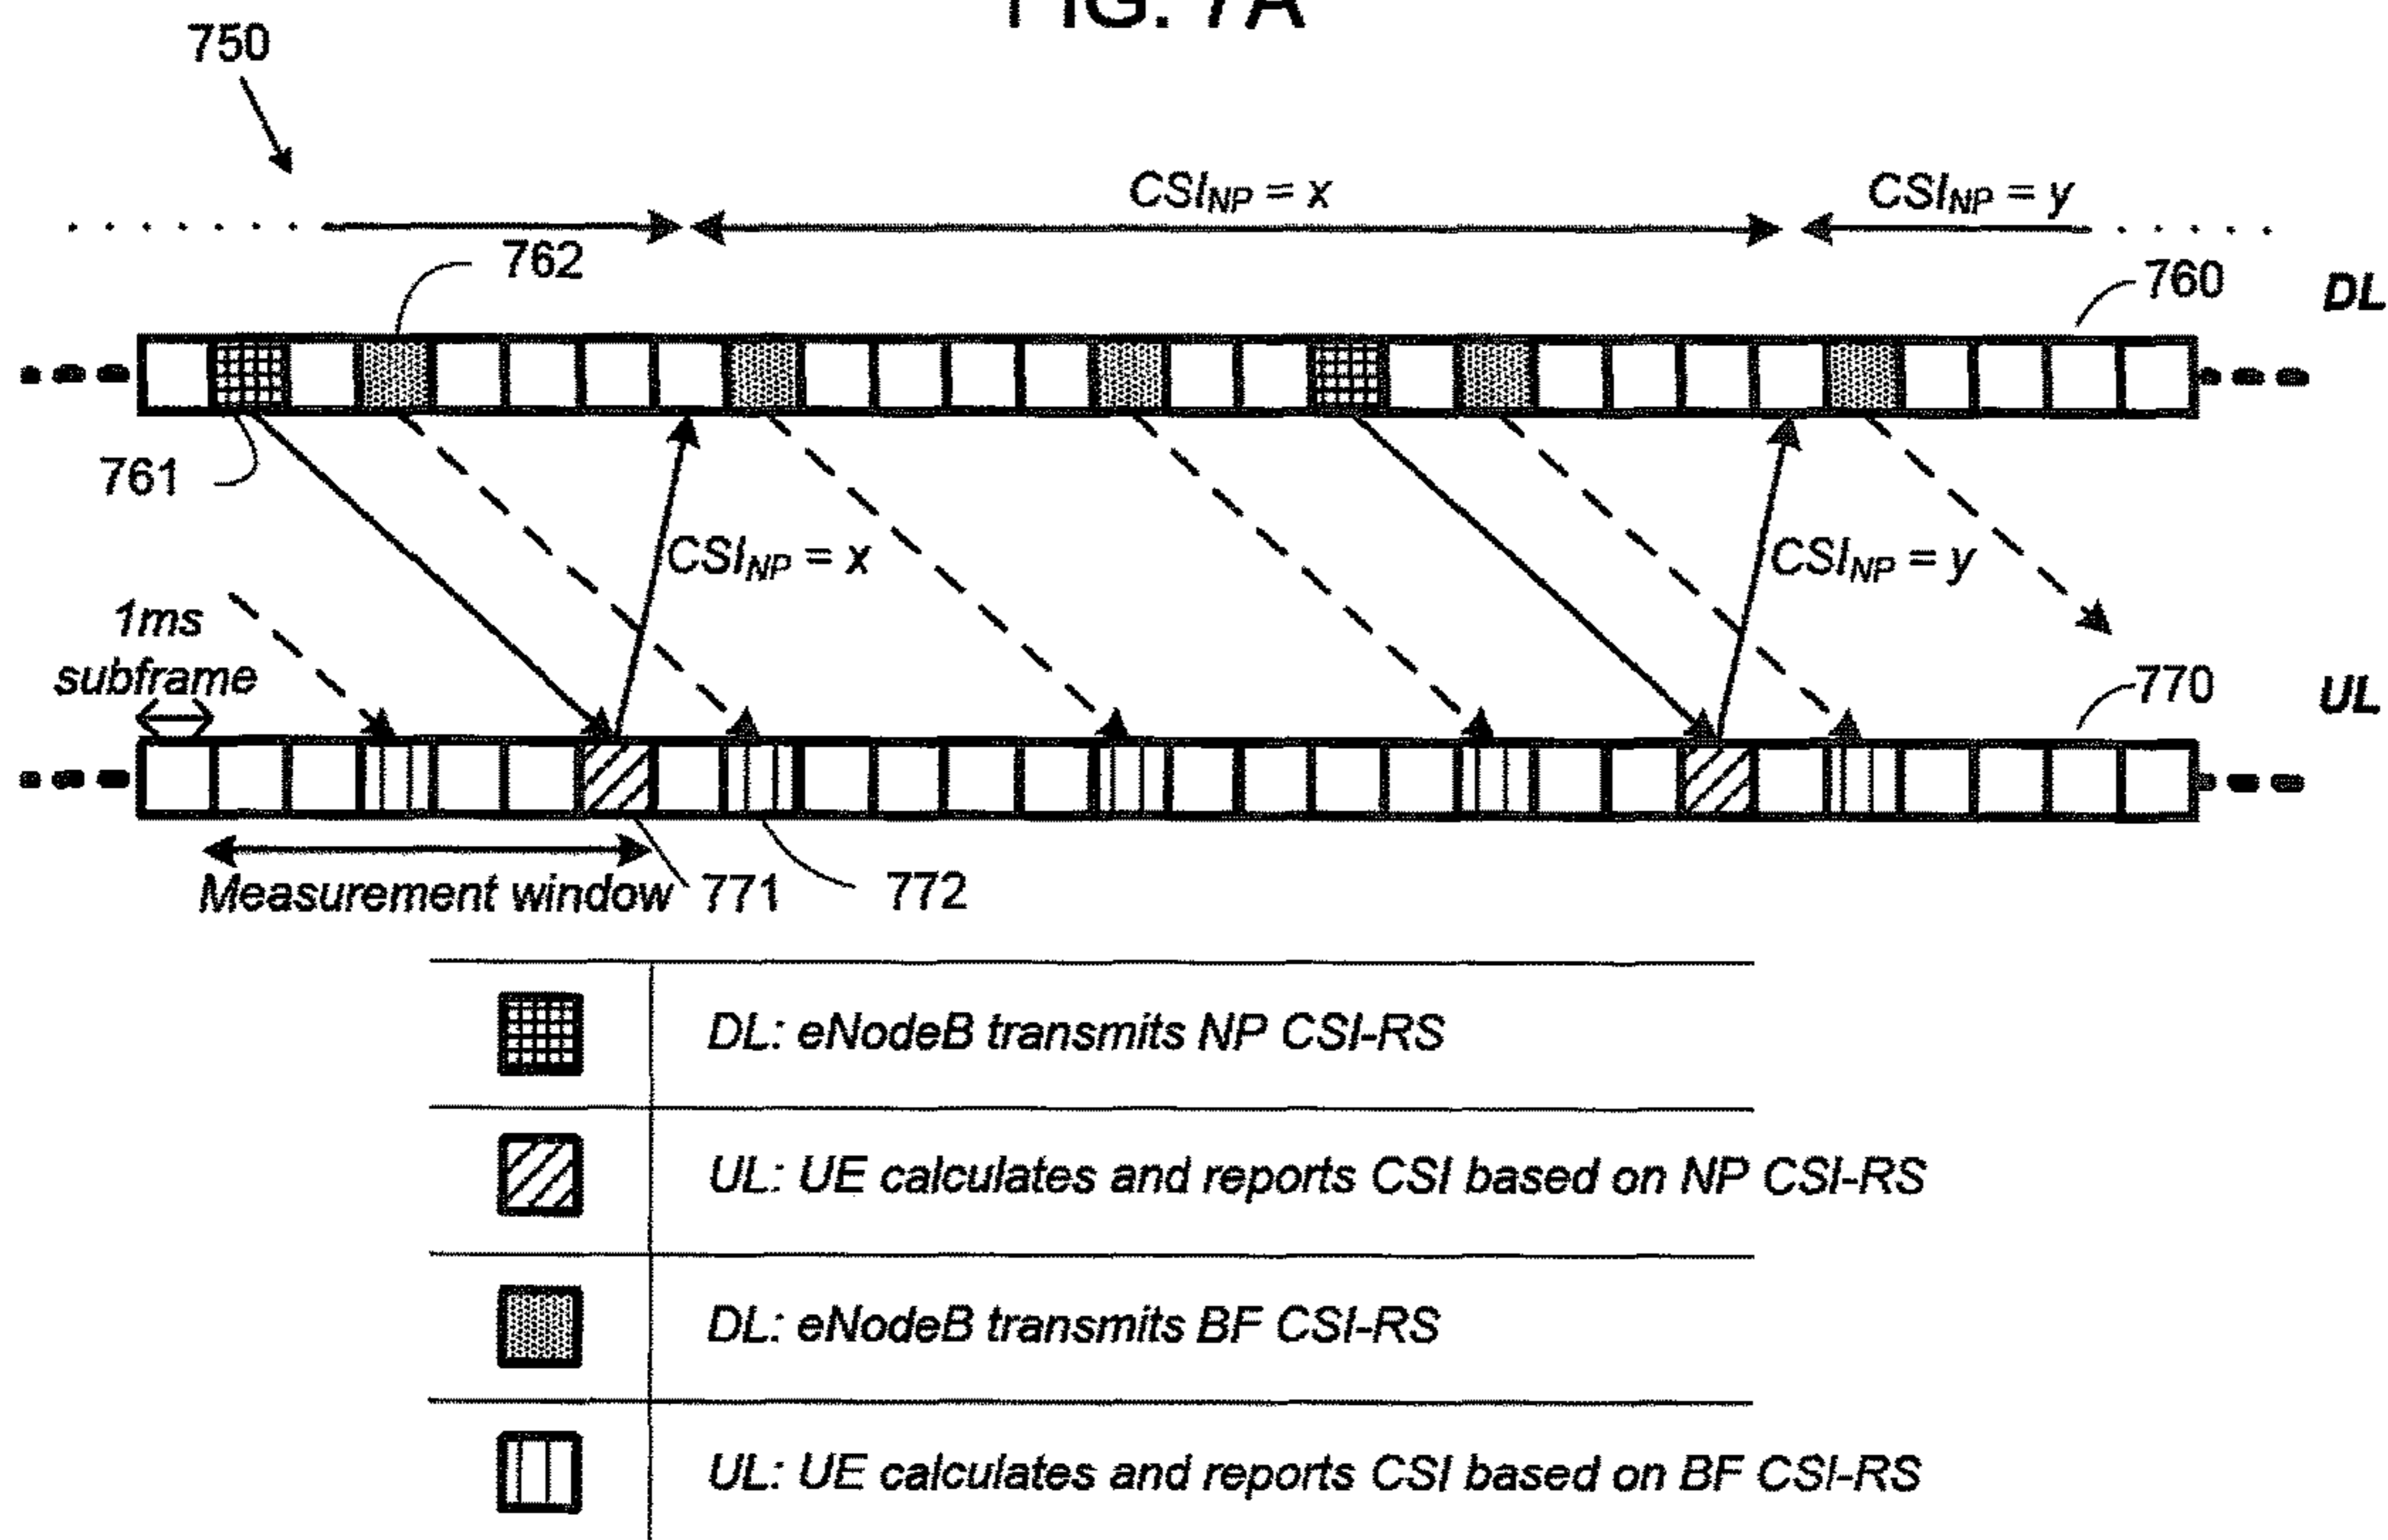 FIG. 7A
750
CSI_NP = x
CSI_NP = y
762
760
DL
761
CSI_NP = x
CSI_NP = y
1ms
subframe
770
UL
Measurement window
771
772
DL: eNodeB transmits NP CSI-RS
UL: UE calculates and reports CSI based on NP CSI-RS
DL: eNodeB transmits BF CSI-RS
UL: UE calculates and reports CSI based on BF CSI-RS